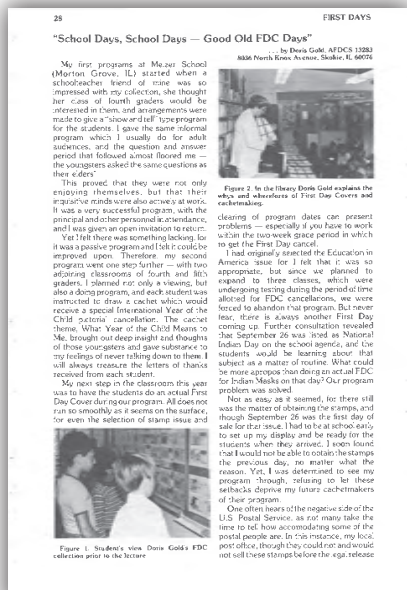 28
FIRST DAYS
"School Days, School Days — Good Old FDC Days"
. . . by Doris Gold, AFDCS 13283
8036 North Knox Avenue, Skokie, IL 60076
My first programs at Melzer School
(Morton Grove, IL) started when a
schoolteacher friend of mine was so
impressed with my collection, she thought
her class of fourth graders would be
interested in them, and arrangements were
made to give a "show and tell" type program
for the students. I gave the same informal
program which I usually do for adult
audiences, and the question and answer
period that followed almost floored me —
the youngsters asked the same questions as
their elders!
This proved that they were not only
enjoying themselves, but that their
inquisitive minds were also actively at work.
It was a very successful program, with the
principal and other personnel in attendance,
and I was given an open invitation to return.
Yet I felt there was something lacking, for
it was a passive program and I felt it could be
improved upon. Therefore, my second
program went one step further — with two
adjoining classrooms of fourth and fifth
graders. I planned not only a viewing, but
also a doing program, and each student was
instructed to draw a cachet which would
receive a special International Year of the
Child pictorial cancellation. The cachet
theme, What Year of the Child Means to
Me, brought out deep insight and thoughts
of those youngsters and gave substance to
my feelings of never talking down to them. I
will always treasure the letters of thanks
received from each student.
My next step in the classroom this year
was to have the students do an actual First
Day Cover during our program. All does not
run so smoothly as it seems on the surface,
for even the selection of stamp issue and
Figure 1. Student's view Doris Gold's FDC
collection prior to the lecture
Figure 2. In the library Doris Gold explains the
whys and wherefores of First Day Covers and
cachetmaking.
clearing of program dates can present
problems — especially if you have to work
within the two-week grace period in which
to get the First Day cancel.
I had originally selected the Education in
America issue for I felt that it was so
appropriate, but since we planned to
expand to three classes, which were
undergoing testing during the period of time
allotted for FDC cancellations, we were
forced to abandon that program. But never
fear, there is always another First Day
coming up. Further consultation revealed
that September 26 was listed as National
Indian Day on the school agenda, and the
students would be learning about that
subject as a matter of routine. What could
be more apropos than doing an actual FDC
for Indian Masks on that day? Our program
problem was solved.
Not as easy as it seemed, for there still
was the matter of obtaining the stamps, and
though September 26 was the first day of
sale for that issue, I had to be at school early
to set up my display and be ready for the
students when they arrived. I soon found
that I would not be able to obtain the stamps
the previous day, no matter what the
reason. Yet, I was determined to see my
program through, refusing to let these
setbacks deprive my future cachetmakers
of their program.
One often hears of the negative side of the
U.S. Postal Service, as not many take the
time to tell how accomodating some of the
postal people are. In this instance, my local
post office, though they could not and would
not sell these stamps before the legal release